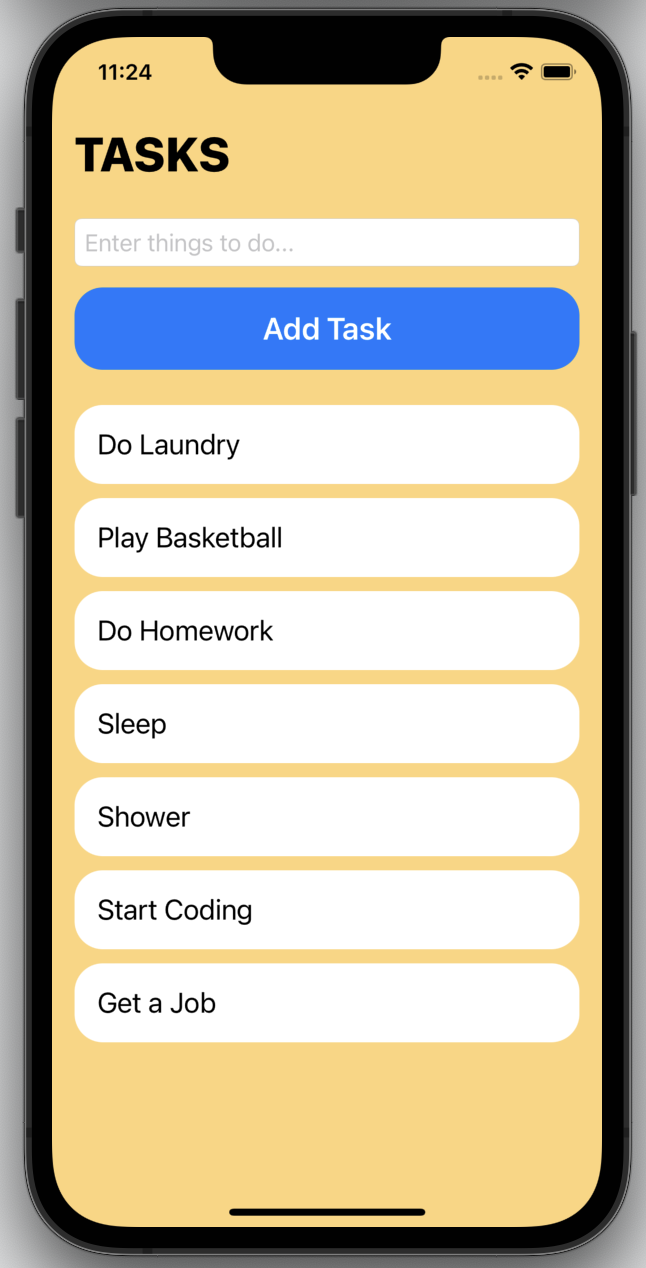 11:24
TASKS
Enter things to do...
Add Task
Do Laundry
Play Basketball
Do Homework
Sleep
Shower
Start Coding
Get a Job